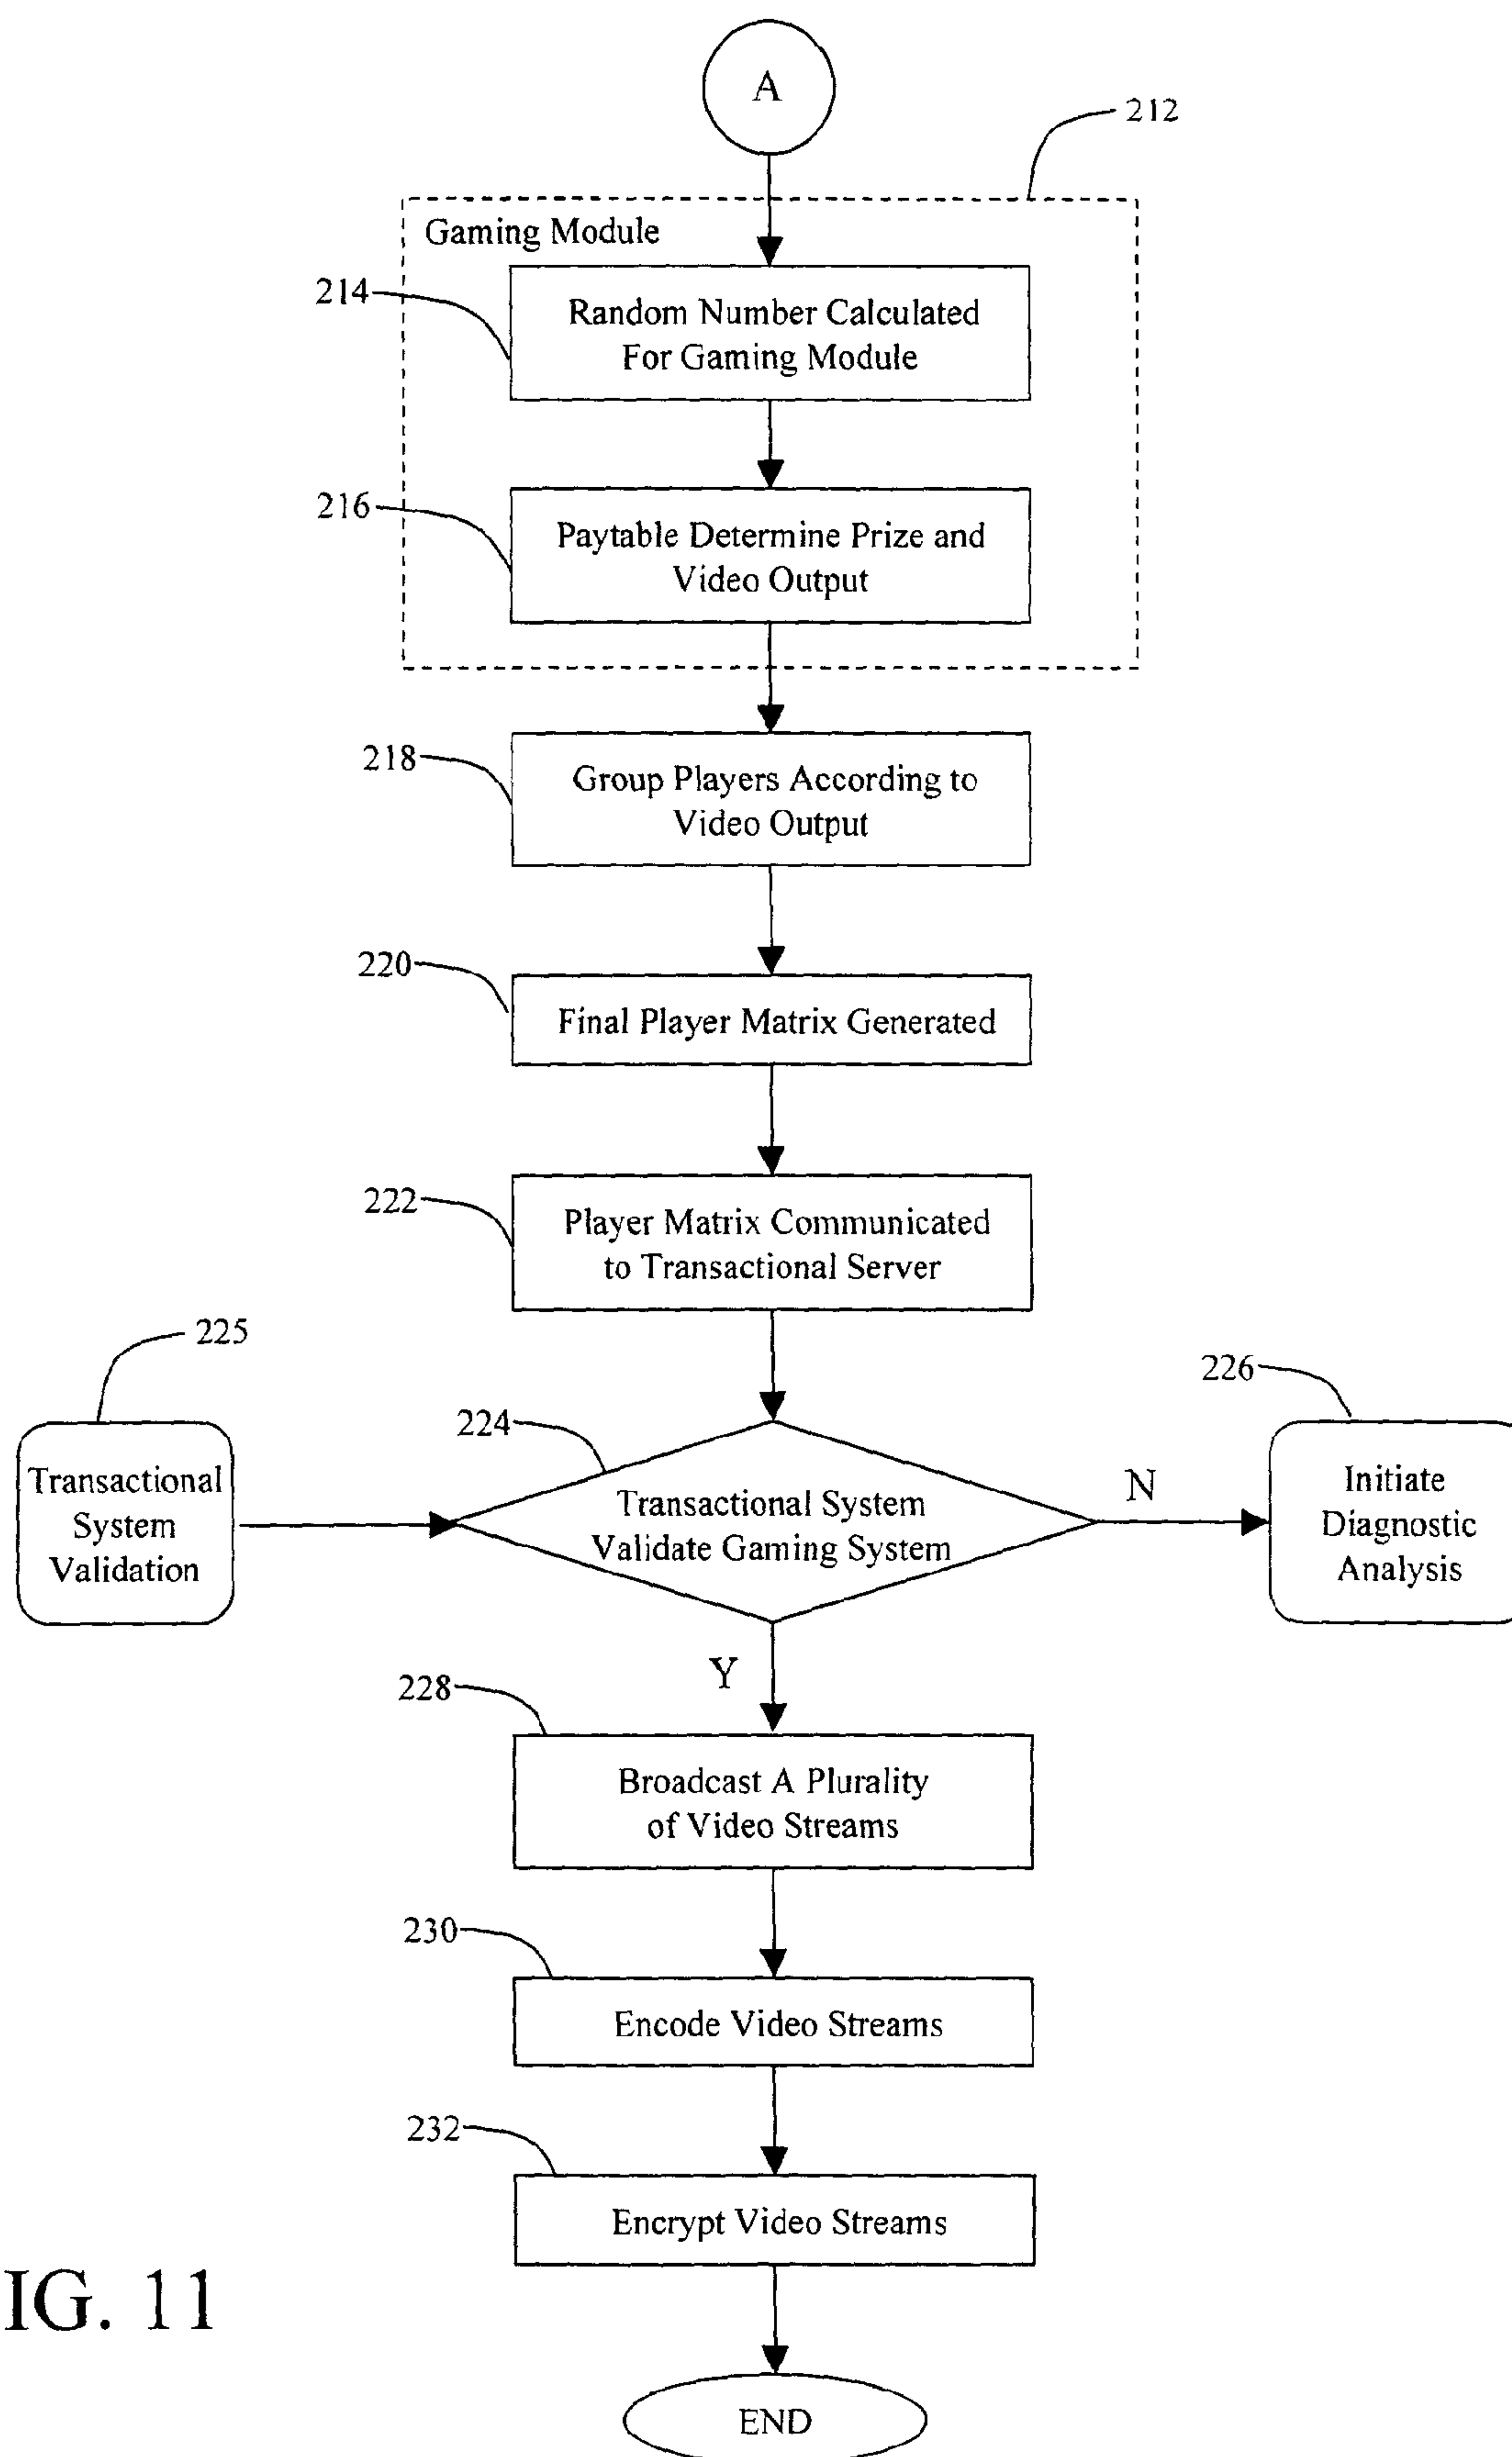 A
212
Gaming Module
214
Random Number Calculated
For Gaming Module
216
Paytable Determine Prize and
Video Output
218
Group Players According to
Video Output
220
Final Player Matrix Generated
222
Player Matrix Communicated
to Transactional Server
225
Transactional
System
Validation
224
Transactional System
Validate Gaming System
N
226
Initiate
Diagnostic
Analysis
Y
228
Broadcast A Plurality
of Video Streams
230
Encode Video Streams
232
Encrypt Video Streams
IG. 11
END